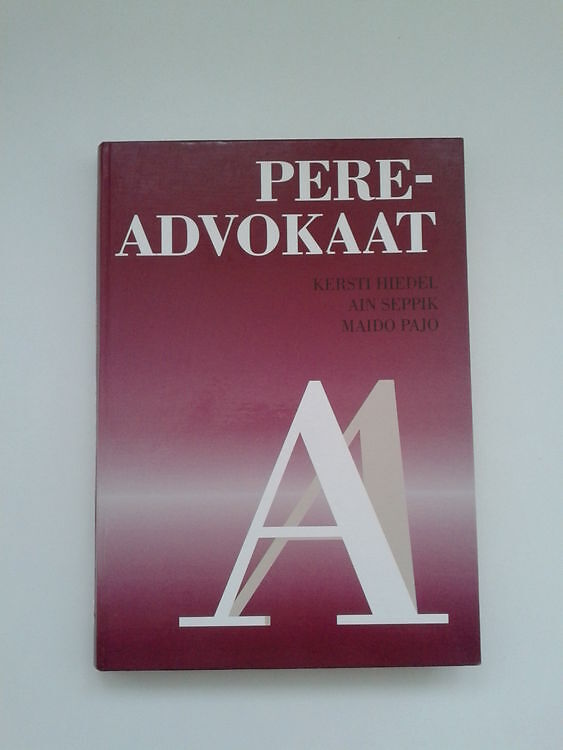 PERE-
ADVOKAAT
KERSTI HIEDEL
AIN SEPPIK
MAIDO PAJO
A